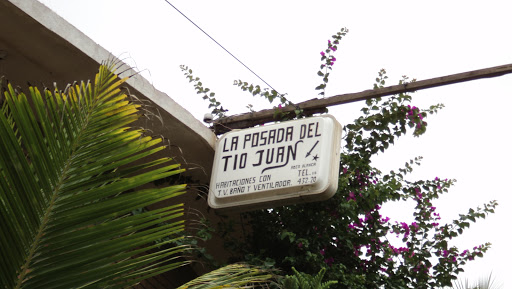 LA POSADA DEL
TIO JUAN
TEL.
HABITACIONES CON
T.V. BAÑO Y VENTILADOR.